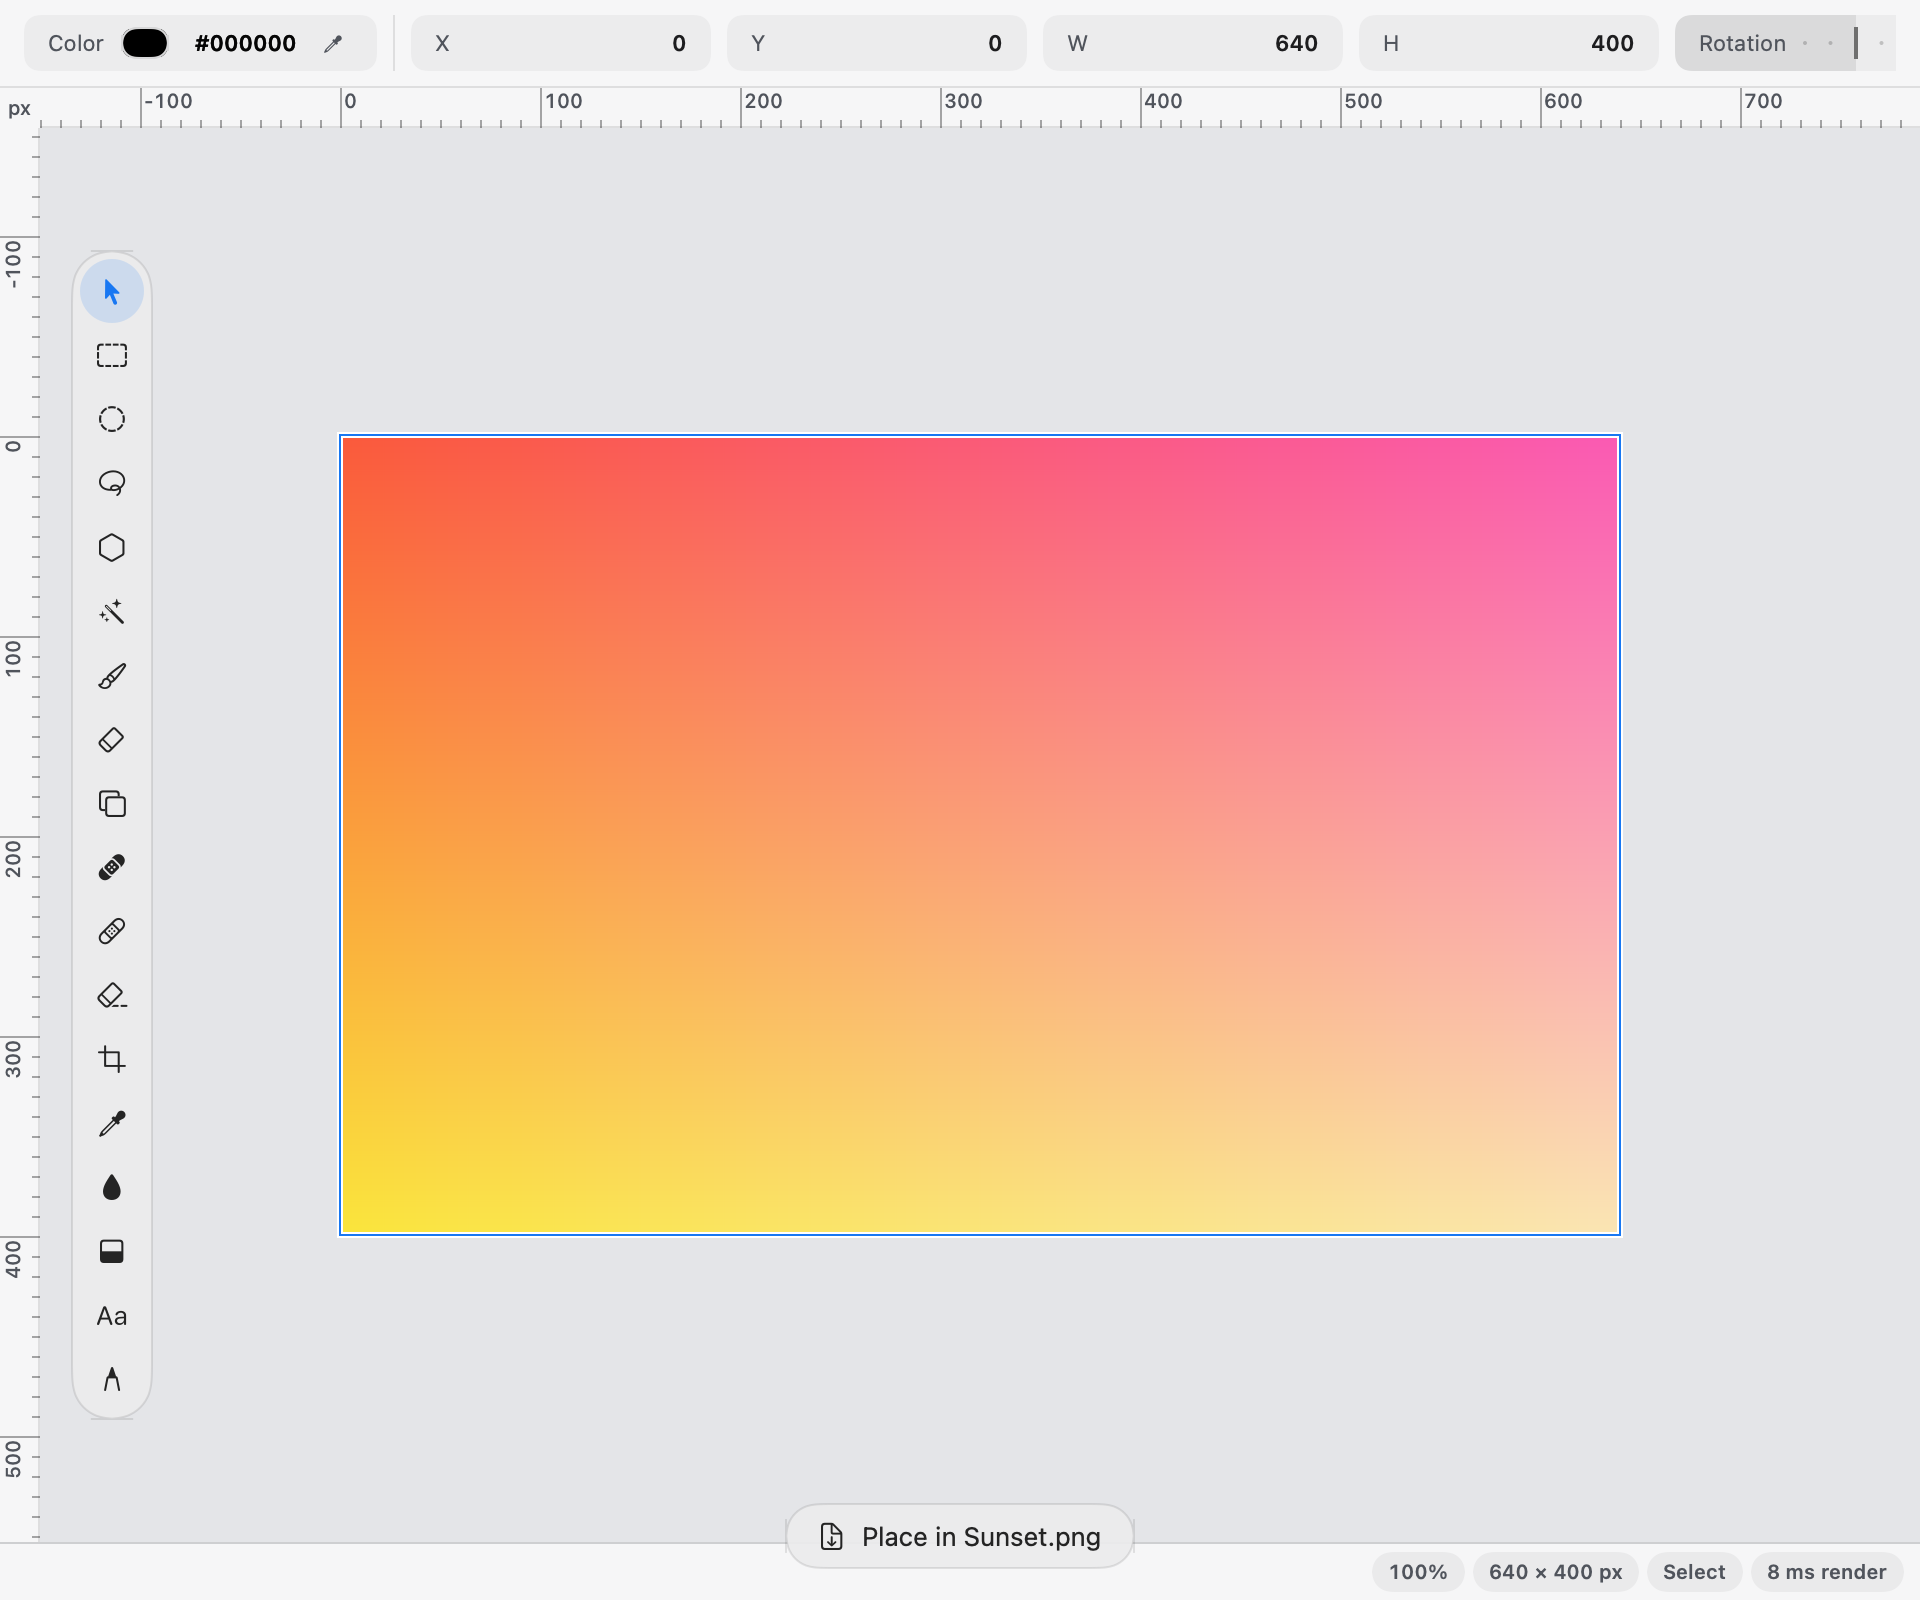 Color #000000 X 0 Y 0 W 640 H 400 Rotation
px -100 0 100 200 300 400 500 600 700
-100
0
100
200
300
400
500
Aa
Place in Sunset.png
100% 640 × 400 px Select 8 ms render